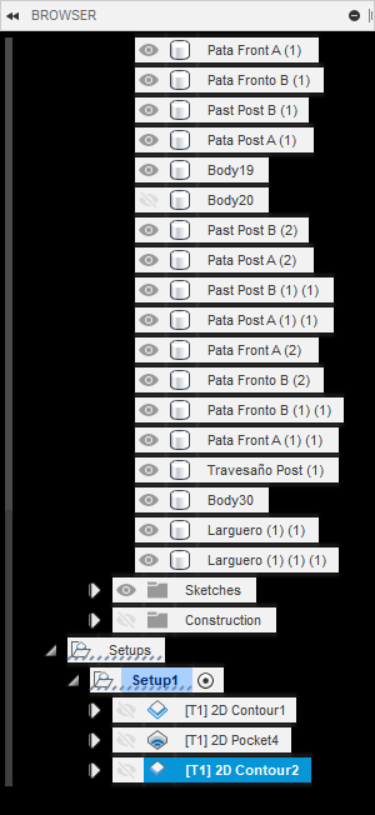 BROWSER
Pata Front A (1)
Pata Fronto B (1)
Past Post B (1)
Pata Post A (1)
Body19
Body20
Past Post B (2)
Pata Post A (2)
Past Post B (1) (1)
Pata Post A (1) (1)
Pata Front A (2)
Pata Fronto B (2)
Pata Fronto B (1) (1)
Pata Front A (1) (1)
Travesaño Post (1)
Body30
Larguero (1) (1)
Larguero (1) (1) (1)
Sketches
Construction
Setups
Setup1
[T1] 2D Contour1
[T1] 2D Pocket4
[T1] 2D Contour2